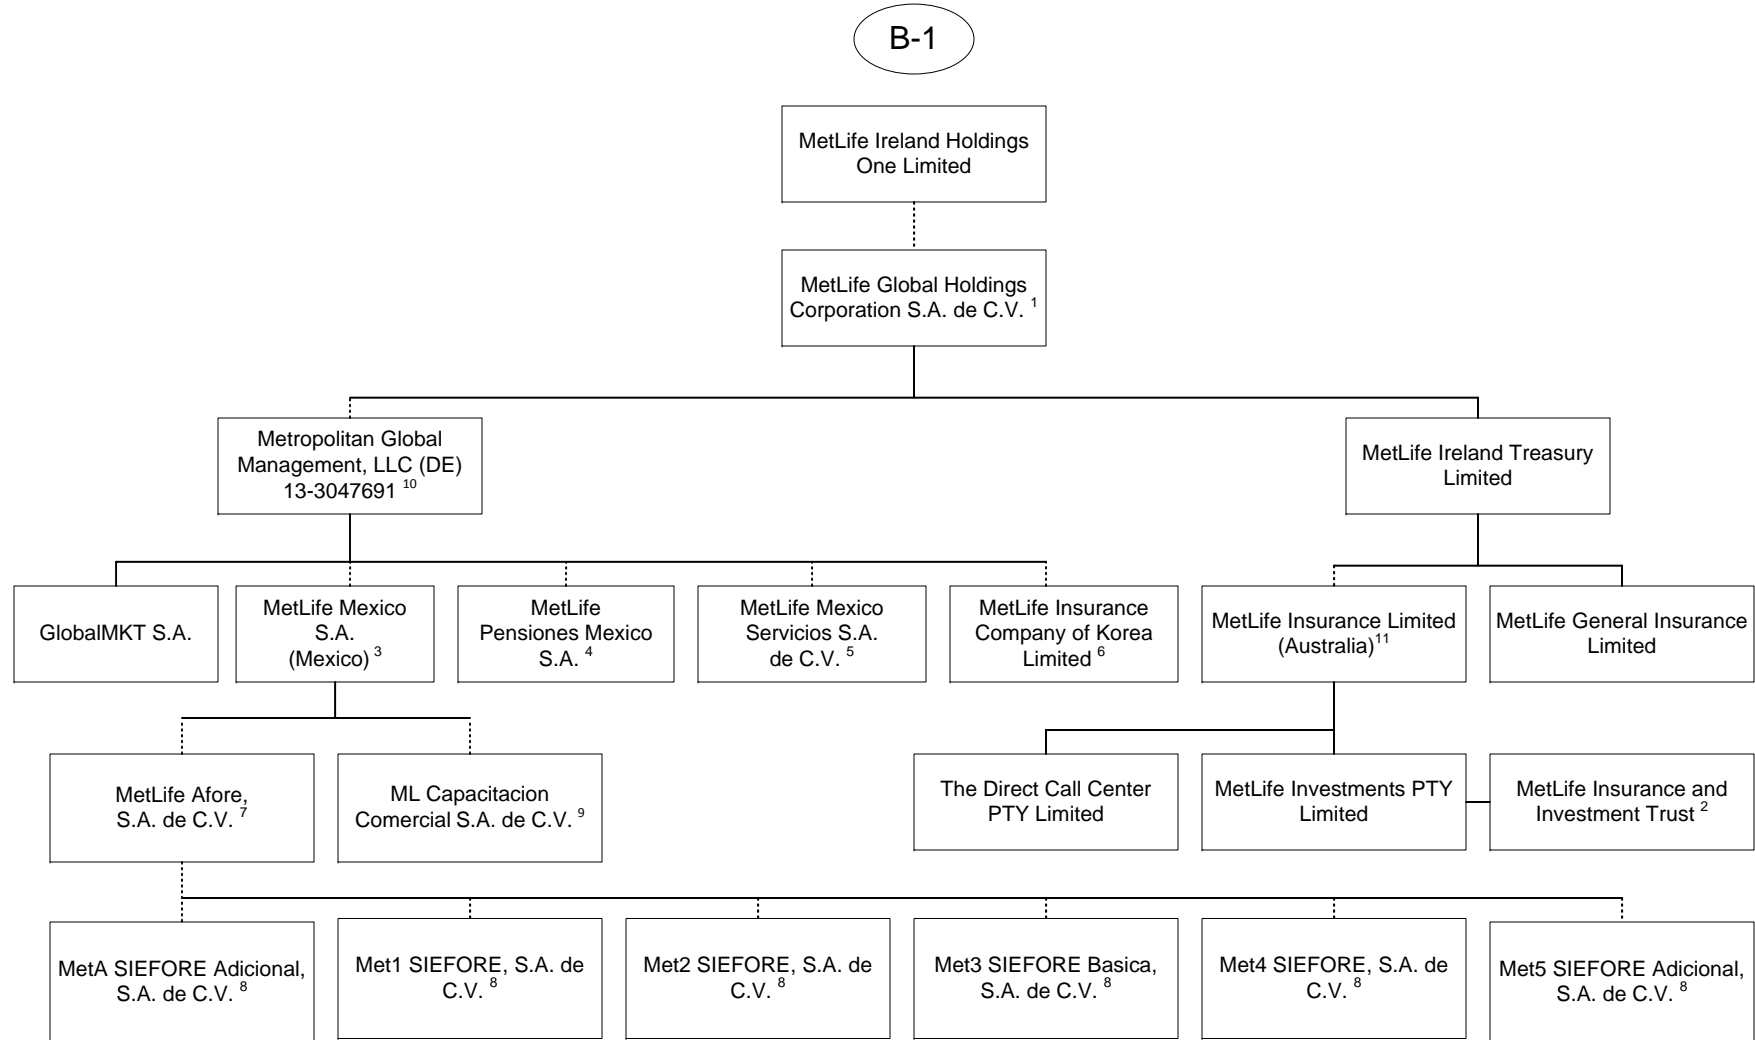 B-1
MetLife Ireland Holdings
One Limited
MetLife Global Holdings
Corporation S.A. de C.V. 1
Metropolitan Global
Management, LLC (DE)
13-3047691 10
MetLife Ireland Treasury
Limited
GlobalMKT S.A.
MetLife Mexico
S.A.
(Mexico) 3
MetLife
Pensiones Mexico
S.A. 4
MetLife Mexico
Servicios S.A.
de C.V. 5
MetLife Insurance
Company of Korea
Limited 6
MetLife Insurance Limited
(Australia) 11
MetLife General Insurance
Limited
MetLife Afore,
S.A. de C.V. 7
ML Capacitacion
Comercial S.A. de C.V. 9
The Direct Call Center
PTY Limited
MetLife Investments PTY
Limited
MetLife Insurance and
Investment Trust 2
MetA SIEFORE Adicional,
S.A. de C.V. 8
Met1 SIEFORE, S.A. de
C.V. 8
Met2 SIEFORE, S.A. de
C.V. 8
Met3 SIEFORE Basica,
S.A. de C.V. 8
Met4 SIEFORE, S.A. de
C.V. 8
Met5 SIEFORE Adicional,
S.A. de C.V. 8